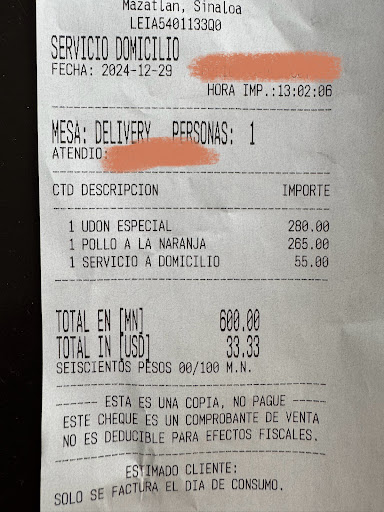 Mazatlan, Sinaloa
LEIA5401133Q0
SERVICIO DOMICILIO
FECHA: 2024-12-29
HORA IMP.:13:02:06
MESA: DELIVERY PERSONAS: 1
ATENDIO:
CTD DESCRIPCION IMPORTE
1 UDON ESPECIAL 280.00
1 POLLO A LA NARANJA 265.00
1 SERVICIO A DOMICILIO 55.00
TOTAL EN [MN] 600.00
TOTAL IN [USD] 33.33
SEISCIENTOS PESOS 00/100 M.N.
ESTA ES UNA COPIA, NO PAGUE
ESTE CHEQUE ES UN COMPROBANTE DE VENTA
NO ES DEDUCIBLE PARA EFECTOS FISCALES.
ESTIMADO CLIENTE:
SOLO SE FACTURA EL DIA DE CONSUMO.